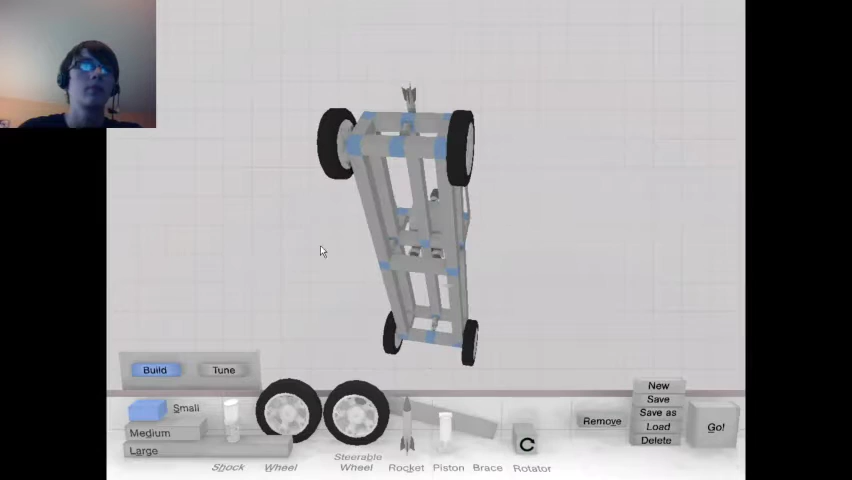 Build
Tune
Small
Medium
Large
Shock
Wheel
Steerable
Wheel
Rocket
Piston
Brace
C
Rotator
Remove
New
Save
Save as
Load
Delete
Go!